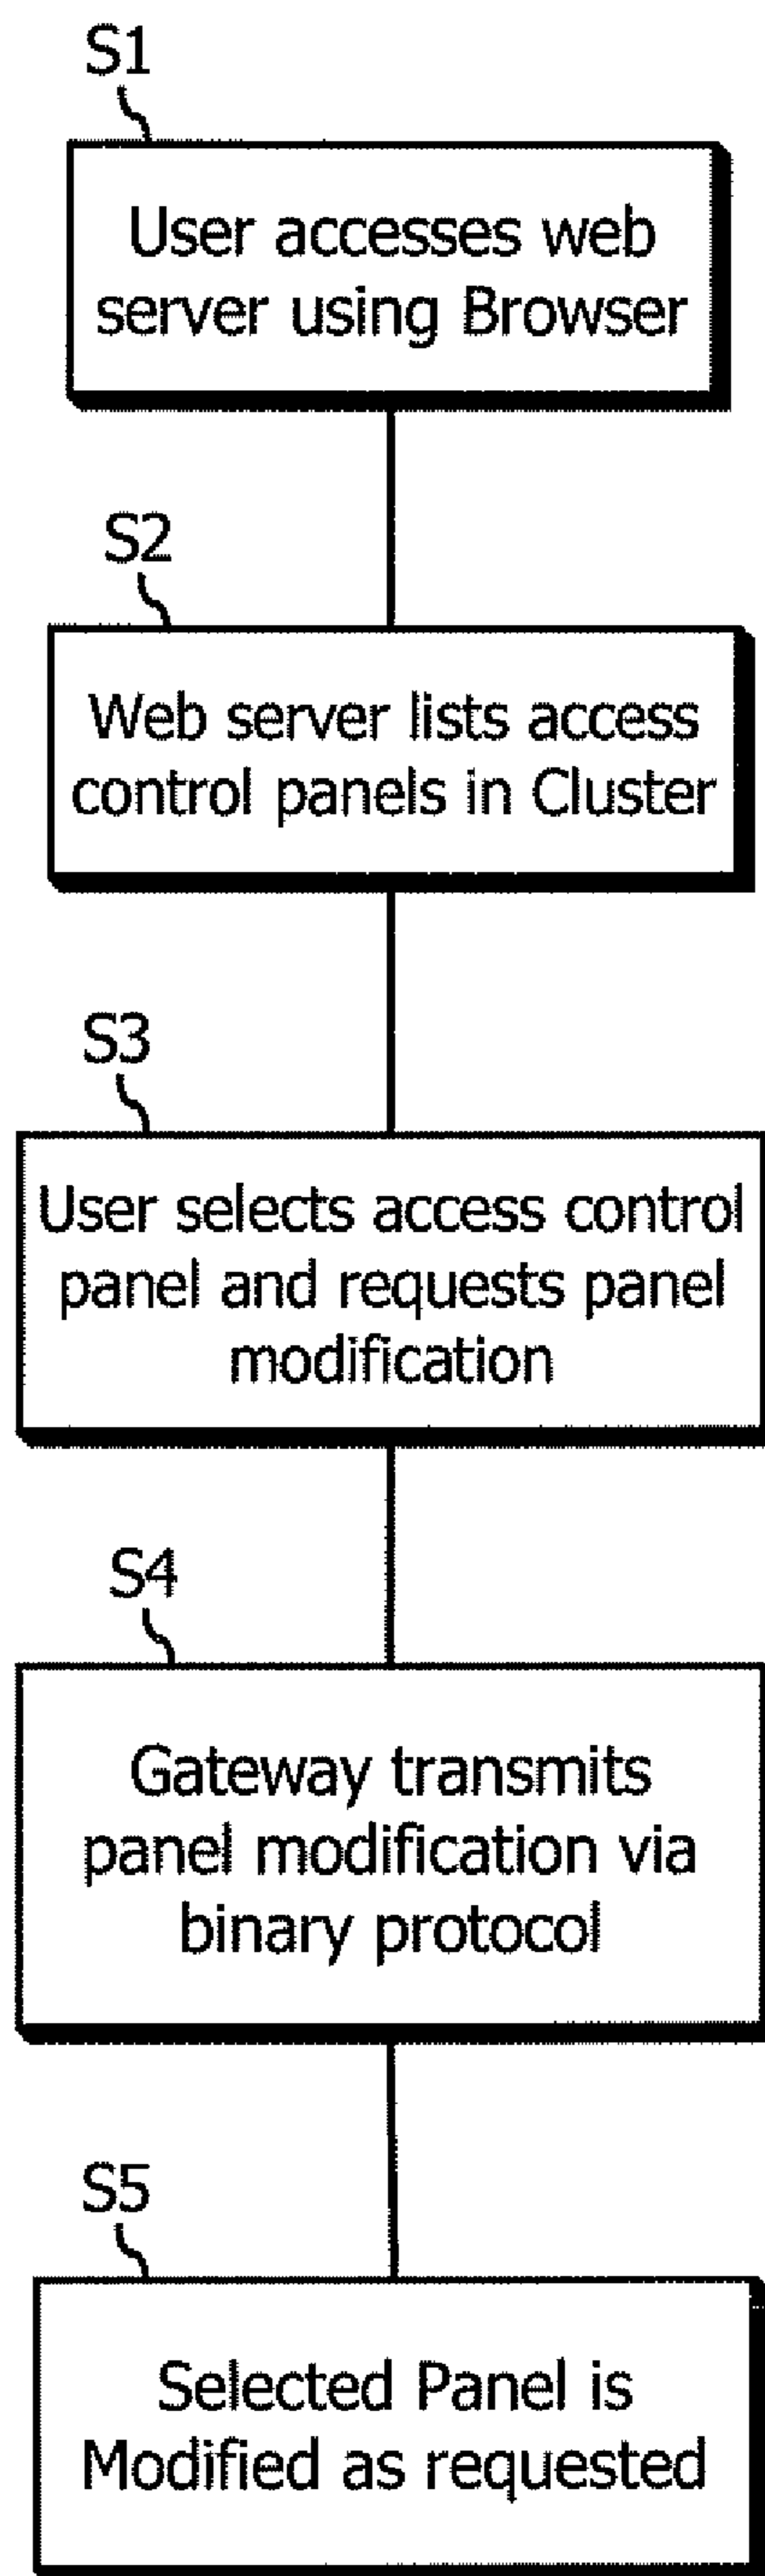 S1
User accesses web
server using Browser
S2
Web server lists access
control panels in Cluster
S3
User selects access control
panel and requests panel
modification
S4
Gateway transmits
panel modification via
binary protocol
S5
Selected Panel is
Modified as requested